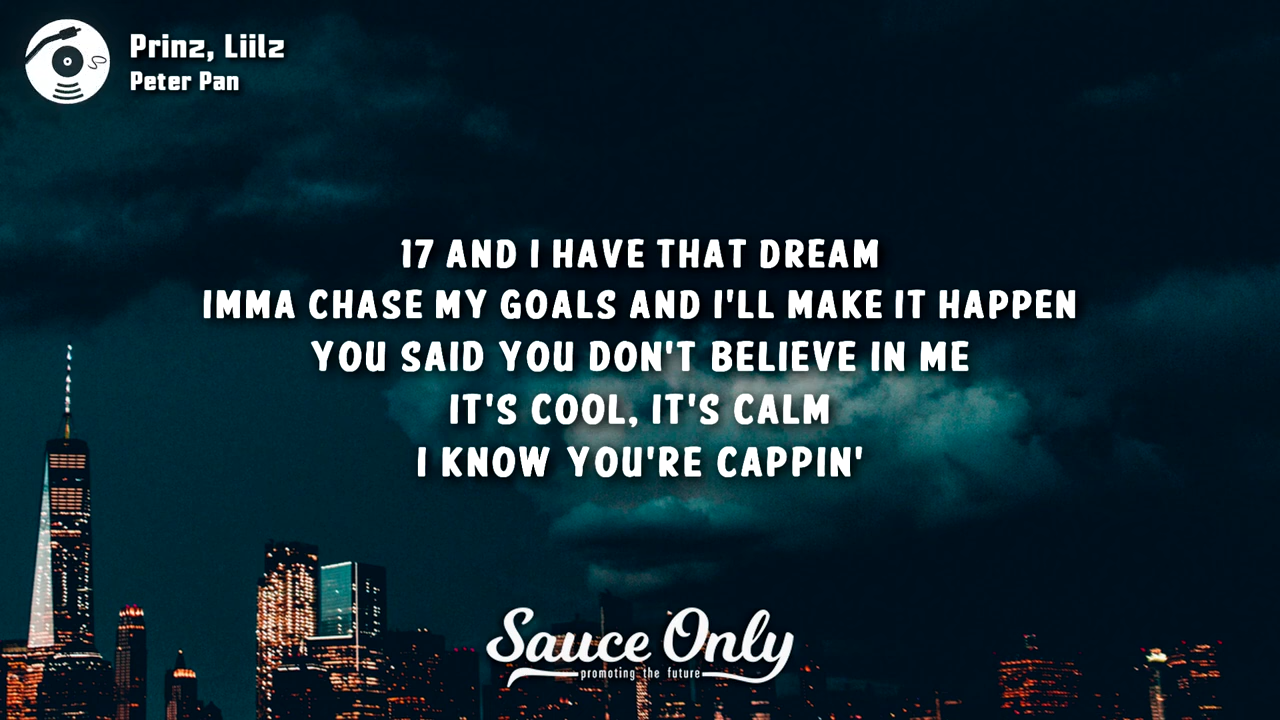 Prinz, Liilz
Peter Pan
17 AND I HAVE THAT DREAM
IMMA CHASE MY GOALS AND I'LL MAKE IT HAPPEN
YOU SAID YOU DON'T BELIEVE IN ME
IT'S COOL, IT'S CALM
I KNOW YOU'RE CAPPIN'
Sauce Only
promoting the future